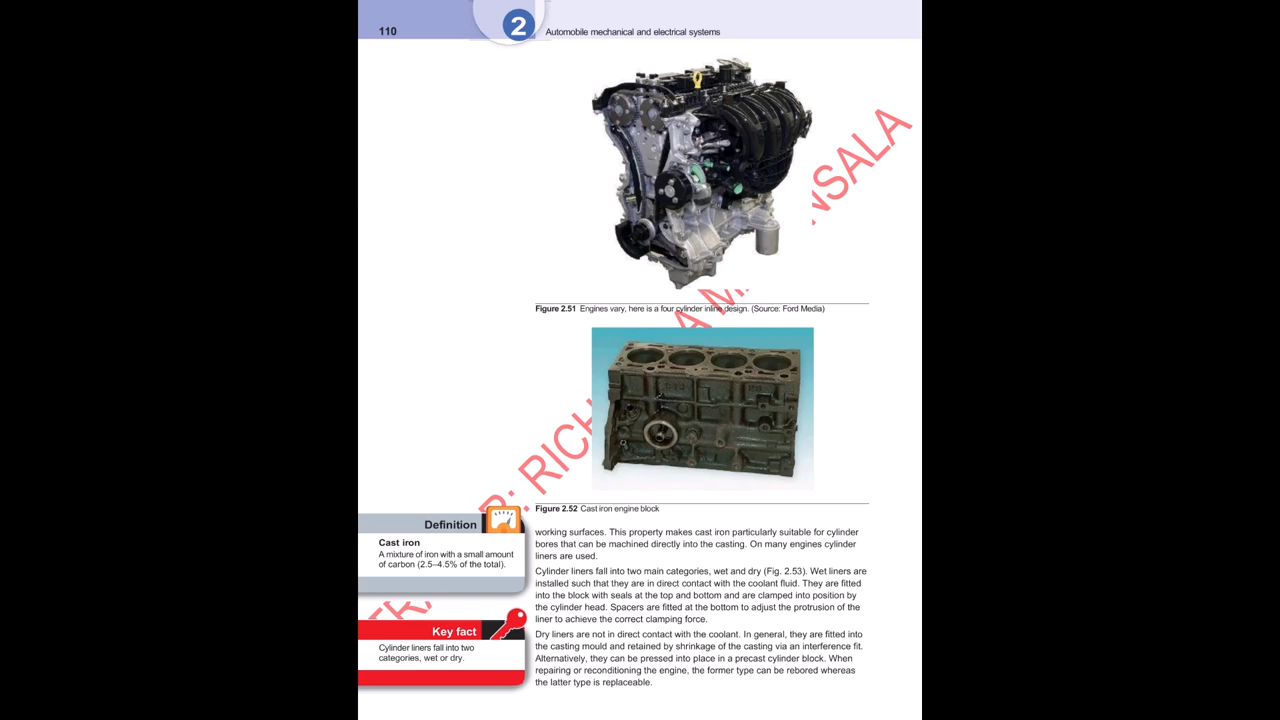 110
2
Automobile mechanical and electrical systems
Figure 2.51 Engines vary, here is a four cylinder inline design. (Source: Ford Media)
Figure 2.52 Cast iron engine block
Definition
Cast iron
A mixture of iron with a small amount
of carbon (2.5–4.5% of the total).
Key fact
Cylinder liners fall into two
categories, wet or dry.
working surfaces. This property makes cast iron particularly suitable for cylinder
bores that can be machined directly into the casting. On many engines cylinder
liners are used.
Cylinder liners fall into two main categories, wet and dry (Fig. 2.53). Wet liners are
installed such that they are in direct contact with the coolant fluid. They are fitted
into the block with seals at the top and bottom and are clamped into position by
the cylinder head. Spacers are fitted at the bottom to adjust the protrusion of the
liner to achieve the correct clamping force.
Dry liners are not in direct contact with the coolant. In general, they are fitted into
the casting mould and retained by shrinkage of the casting via an interference fit.
Alternatively, they can be pressed into place in a precast cylinder block. When
repairing or reconditioning the engine, the former type can be rebored whereas
the latter type is replaceable.